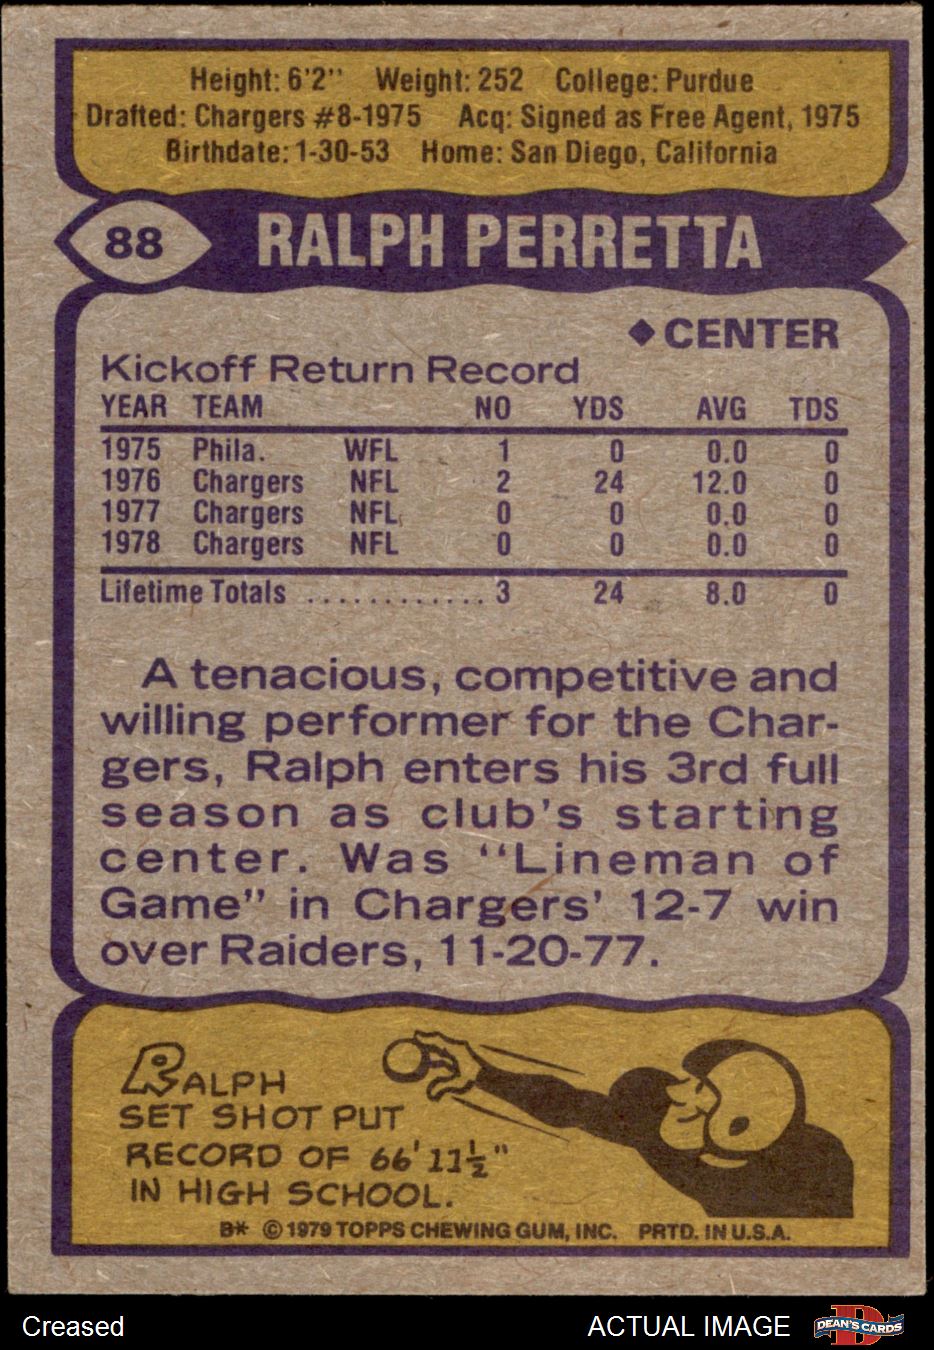 Height: 6'2'' Weight: 252 College: Purdue
Drafted: Chargers #8-1975 Acq: Signed as Free Agent, 1975
Birthdate: 1-30-53 Home: San Diego, California
88 RALPH PERRETTA
◆ CENTER
Kickoff Return Record
YEAR TEAM NO YDS AVG TDS
1975 Phila. WFL 1 0 0.0 0
1976 Chargers NFL 2 24 12.0 0
1977 Chargers NFL 0 0 0.0 0
1978 Chargers NFL 0 0 0.0 0
Lifetime Totals ............ 3 24 8.0 0
A tenacious, competitive and
willing performer for the Char-
gers, Ralph enters his 3rd full
season as club's starting
center. Was "Lineman of
Game" in Chargers' 12-7 win
over Raiders, 11-20-77.
RALPH
SET SHOT PUT
RECORD OF 66' 11½"
IN HIGH SCHOOL.
B* © 1979 TOPPS CHEWING GUM, INC. PRTD. IN U.S.A.
Creased ACTUAL IMAGE DEAN'S CARDS